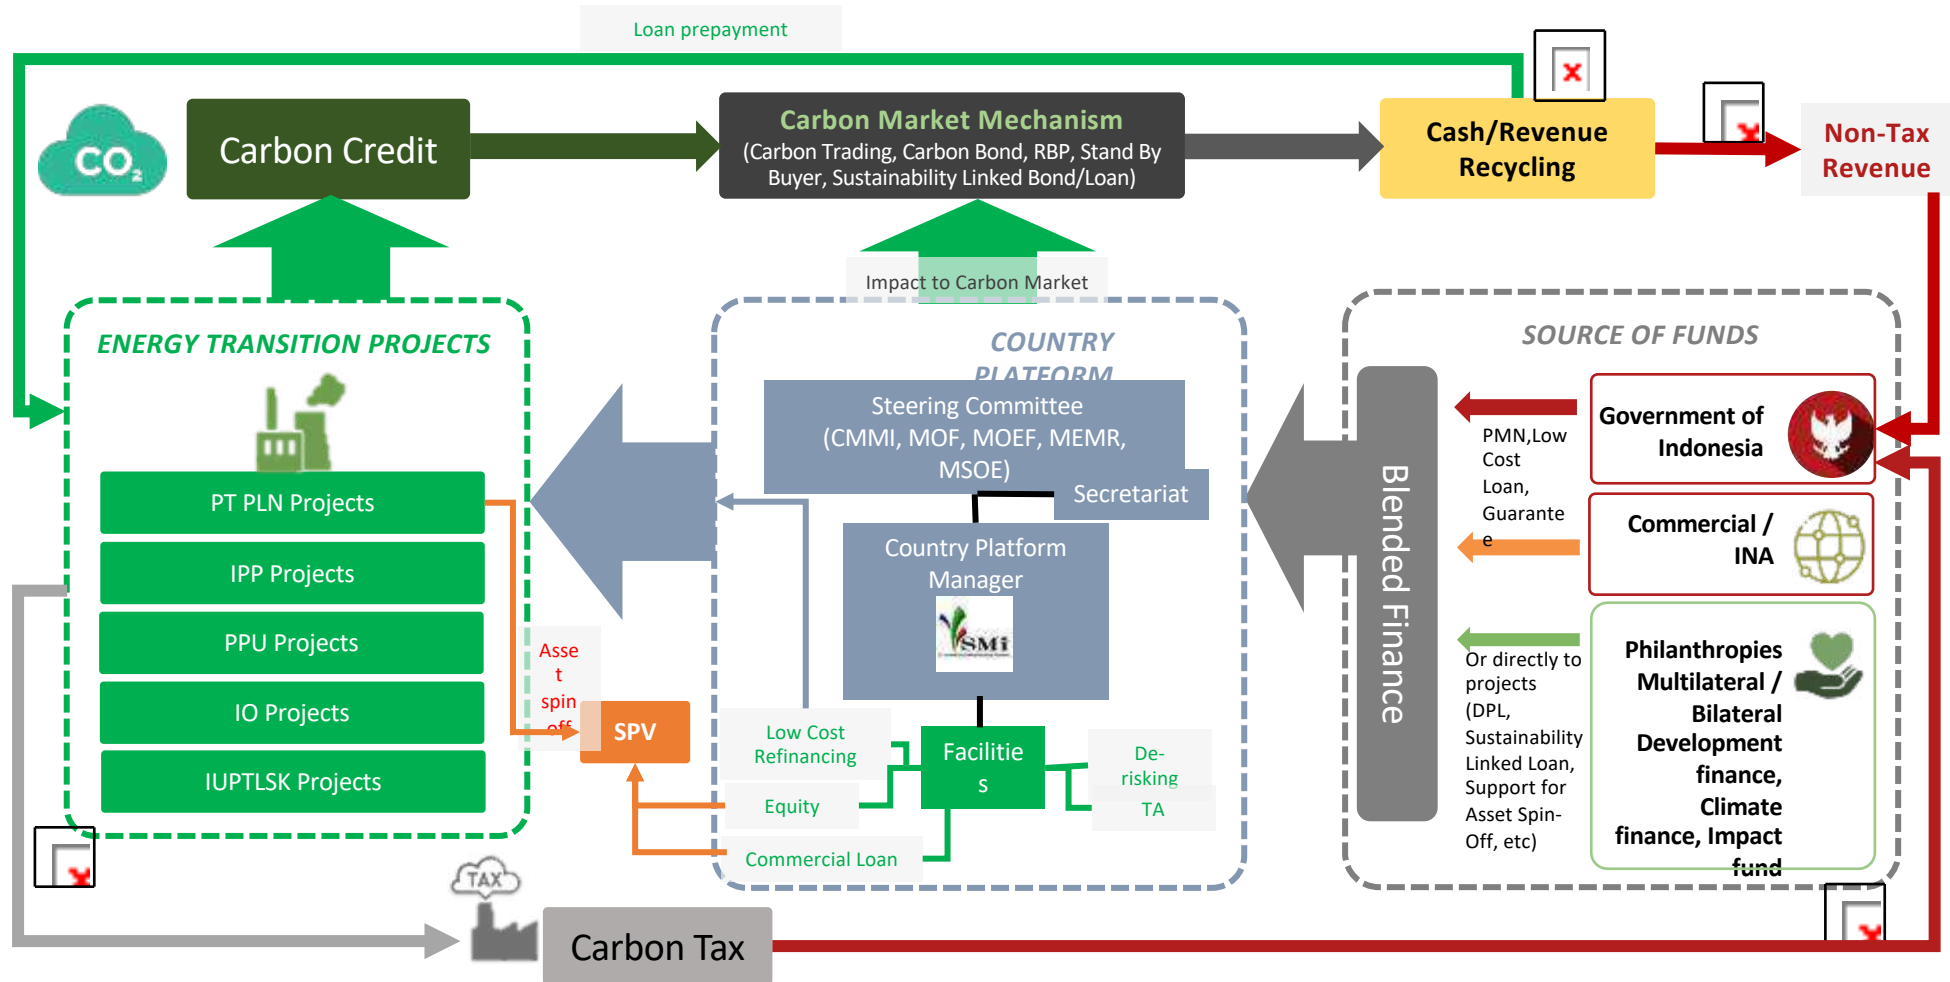 Loan prepayment
CO2
Carbon Credit
Carbon Market Mechanism
(Carbon Trading, Carbon Bond, RBP, Stand By
Buyer, Sustainability Linked Bond/Loan)
Cash/Revenue
Recycling
Non-Tax
Revenue
Impact to Carbon Market
ENERGY TRANSITION PROJECTS
PT PLN Projects
IPP Projects
PPU Projects
IO Projects
IUPTLSK Projects
Asse
t
spin
off
SPV
COUNTRY
PLATFORM
Steering Committee
(CMMI, MOF, MOEF, MEMR,
MSOE)
Secretariat
Country Platform
Manager
SMi
Low Cost
Refinancing
Equity
Commercial Loan
Facilitie
s
De-
risking
TA
SOURCE OF FUNDS
Blended Finance
PMN,Low
Cost
Loan,
Guarante
e
Or directly to
projects
(DPL,
Sustainability
Linked Loan,
Support for
Asset Spin-
Off, etc)
Government of
Indonesia
Commercial /
INA
Philanthropies
Multilateral /
Bilateral
Development
finance,
Climate
finance, Impact
fund
TAX
Carbon Tax